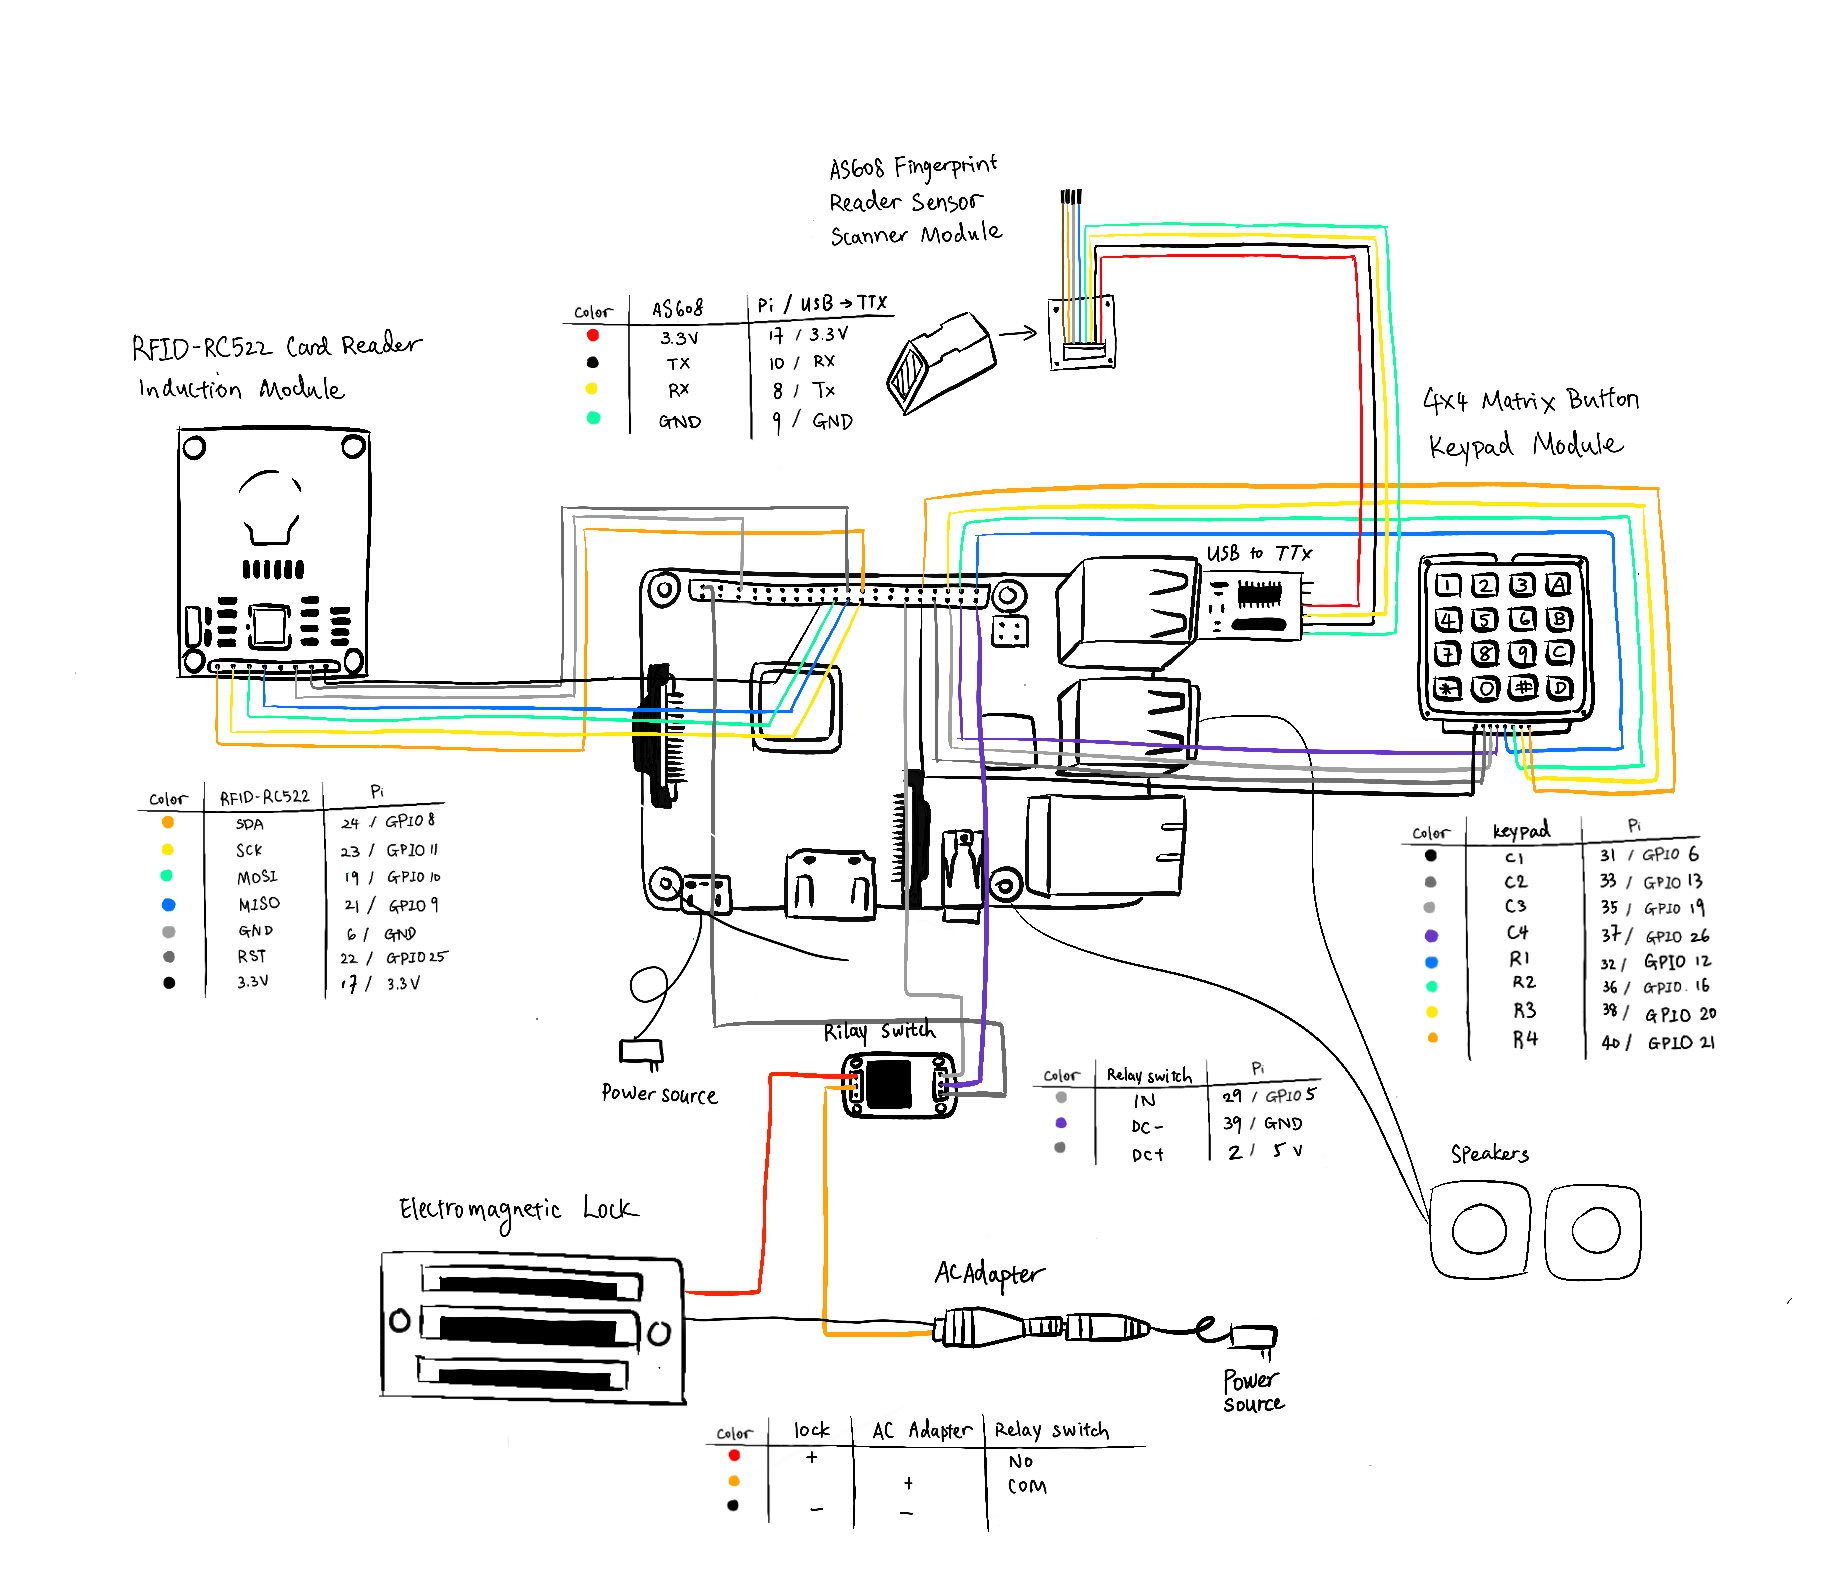 AS608 Fingerprint
Reader Sensor
Scanner Module
Color AS608 Pi / USB → TTX
3.3V 17 / 3.3V
TX 10 / RX
RX 8 / Tx
GND 9 / GND
RFID-RC522 Card Reader
Induction Module
4x4 Matrix Button
Keypad Module
USB to TTX
1 2 3 A
4 5 6 B
7 8 9 C
* 0 # D
Color RFID-RC522 Pi
SDA 24 / GPIO 8
SCK 23 / GPIO 11
MOSI 19 / GPIO 10
MISO 21 / GPIO 9
GND 6 / GND
RST 22 / GPIO 25
3.3V 17 / 3.3V
Color keypad Pi
C1 31 / GPIO 6
C2 33 / GPIO 13
C3 35 / GPIO 19
C4 37 / GPIO 26
R1 32 / GPIO 12
R2 36 / GPIO. 16
R3 38 / GPIO 20
R4 40 / GPIO 21
Rilay Switch
Power source
Color Relay switch Pi
IN 29 / GPIO 5
DC- 39 / GND
DC+ 2 / 5 V
Speakers
Electromagnetic Lock
AC Adapter
Power
source
Color lock AC Adapter Relay switch
+ NO
+ COM
- -